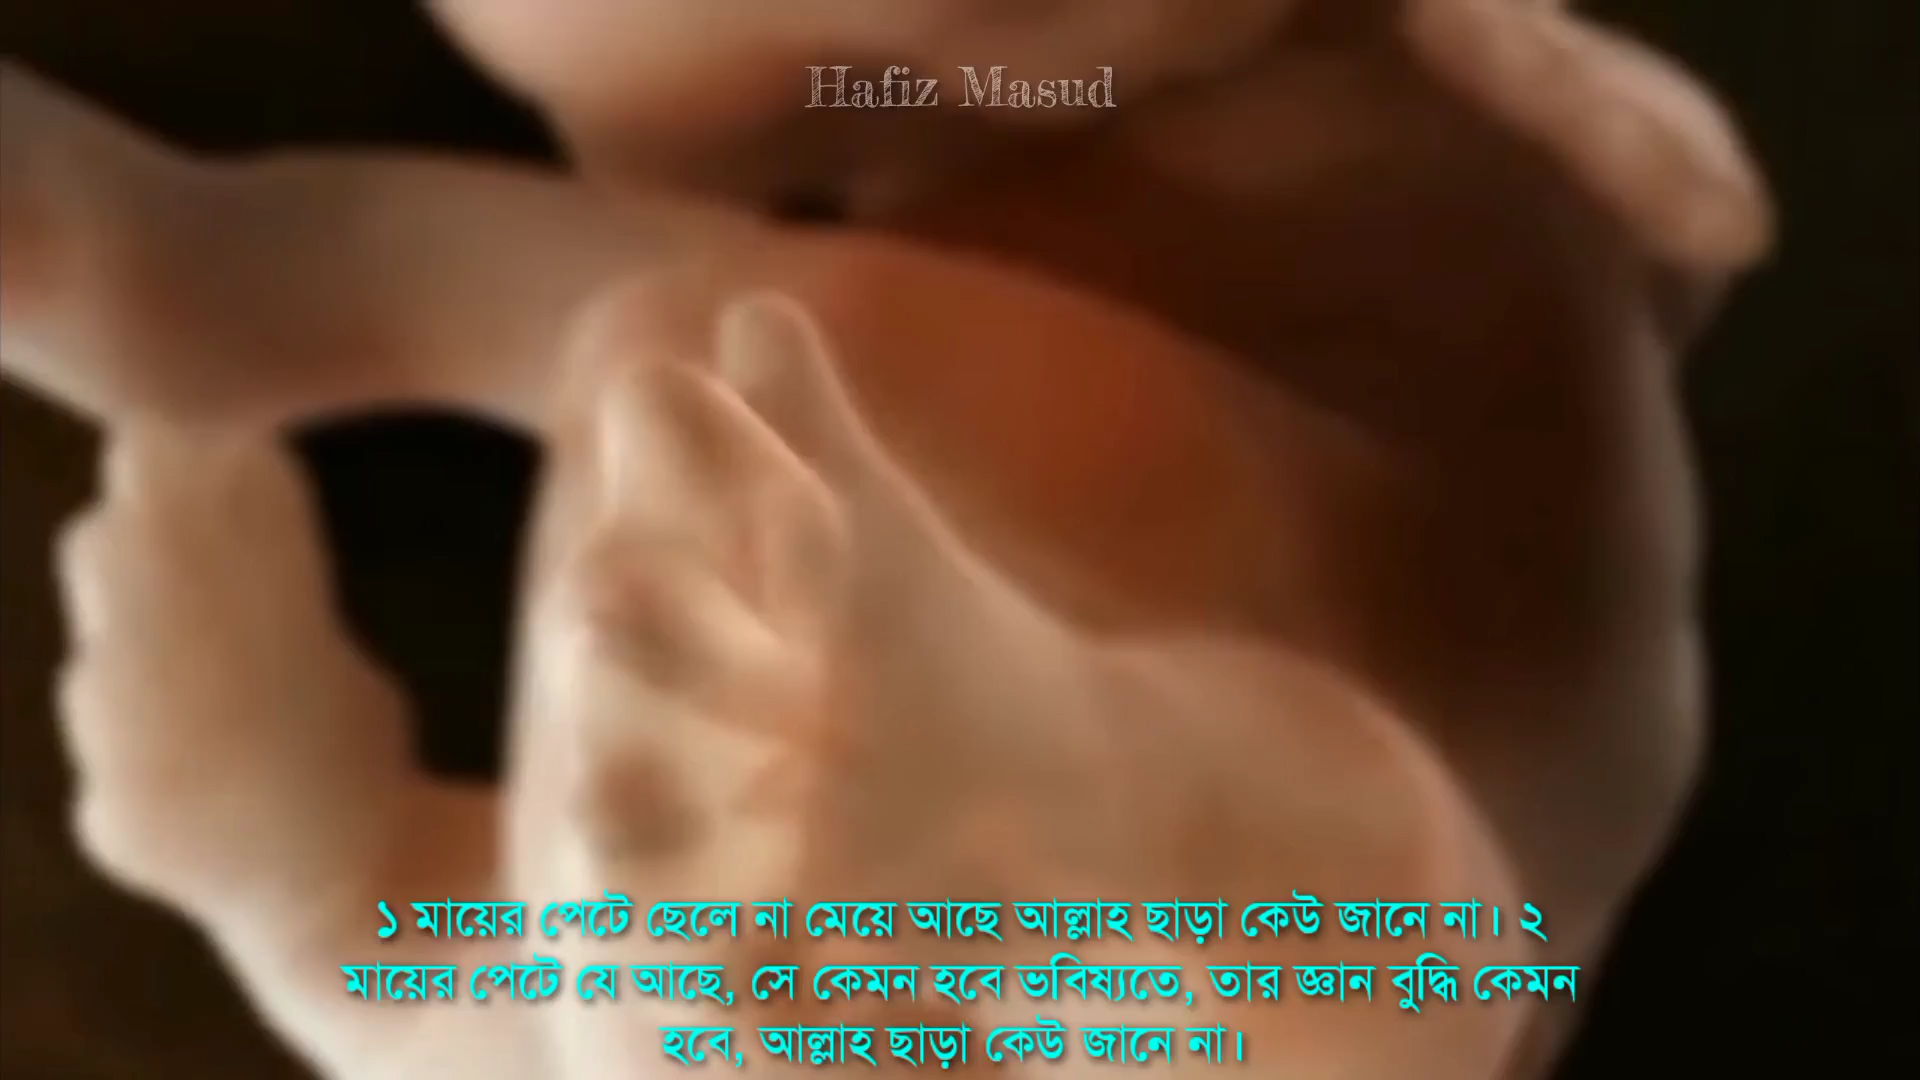 Hafiz Masud
১ মায়ের পেটে ছেলে না মেয়ে আছে আল্লাহ ছাড়া কেউ জানে না। ২
মায়ের পেটে যে আছে, সে কেমন হবে ভবিষ্যতে, তার জ্ঞান বুদ্ধি কেমন
হবে, আল্লাহ ছাড়া কেউ জানে না।